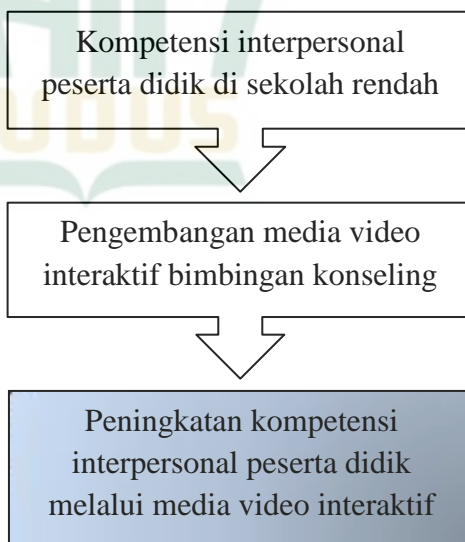 Kompetensi interpersonal
peserta didik di sekolah rendah
Pengembangan media video
interaktif bimbingan konseling
Peningkatan kompetensi
interpersonal peserta didik
melalui media video interaktif